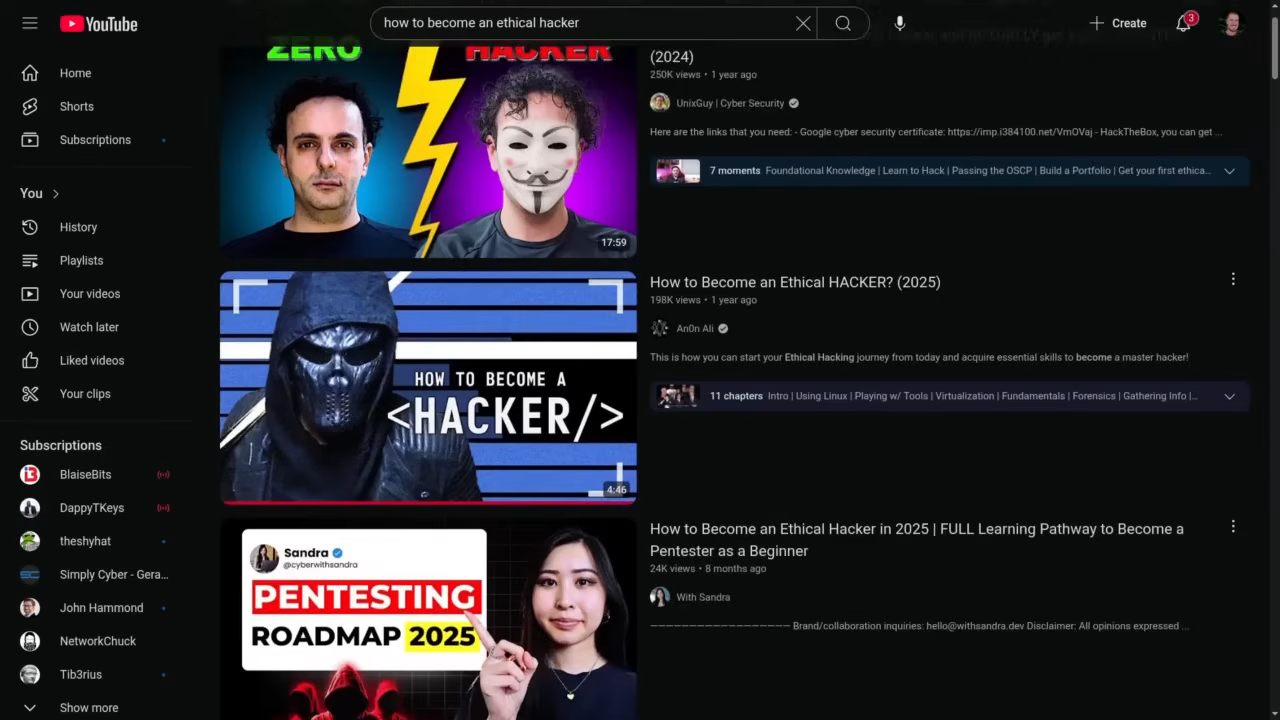 YouTube
how to become an ethical hacker
Create
3
Home
Shorts
Subscriptions
You
History
Playlists
Your videos
Watch later
Liked videos
Your clips
Subscriptions
BlaiseBits
DappyTKeys
theshyhat
Simply Cyber - Gera...
John Hammond
NetworkChuck
Tib3rius
Show more
ZERO
HACKER
17:59
(2024)
250K views • 1 year ago
UnixGuy | Cyber Security
Here are the links that you need: - Google cyber security certificate: https://imp.i384100.net/VmOVaj - HackTheBox, you can get ...
7 moments Foundational Knowledge | Learn to Hack | Passing the OSCP | Build a Portfolio | Get your first ethica...
HOW TO BECOME A
<HACKER/>
4:46
How to Become an Ethical HACKER? (2025)
198K views • 1 year ago
An0n Ali
This is how you can start your Ethical Hacking journey from today and acquire essential skills to become a master hacker!
11 chapters Intro | Using Linux | Playing w/ Tools | Virtualization | Fundamentals | Forensics | Gathering Info |...
Sandra
@cyberwithsandra
PENTESTING
ROADMAP 2025
How to Become an Ethical Hacker in 2025 | FULL Learning Pathway to Become a
Pentester as a Beginner
24K views • 8 months ago
With Sandra
————————————————— Brand/collaboration inquiries: hello@withsandra.dev Disclaimer: All opinions expressed ...